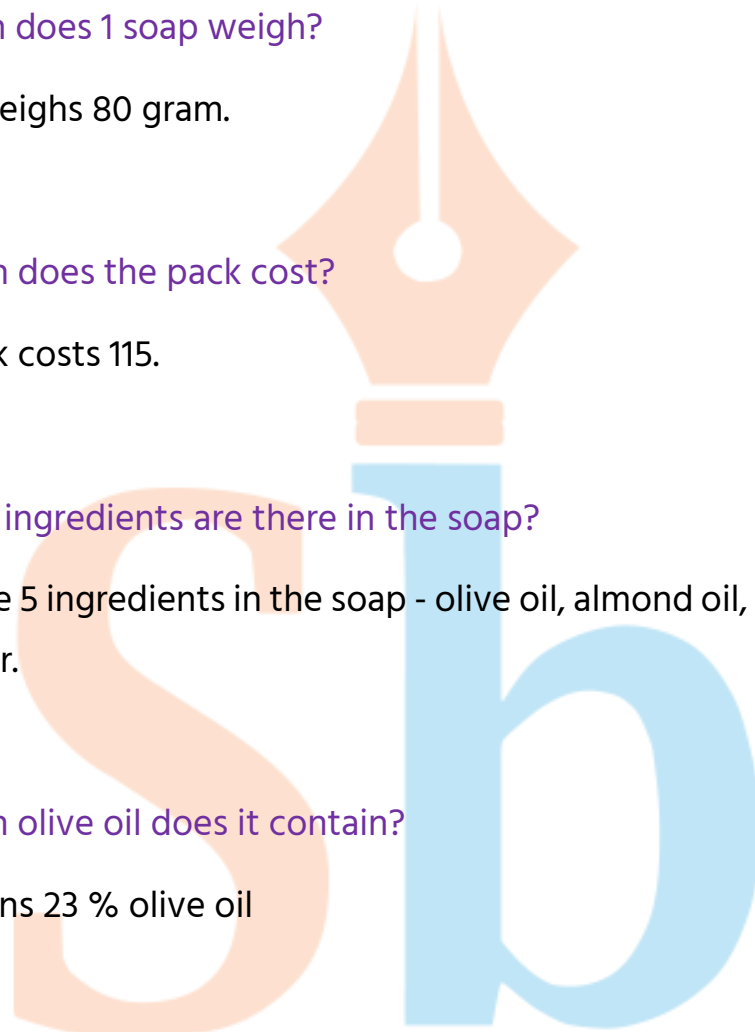 does 1 soap weigh?
eighs 80 gram.
does the pack cost?
costs 115.
ingredients are there in the soap?
5 ingredients in the soap - olive oil, almond oil,
r.
olive oil does it contain?
ns 23 % olive oil
sb